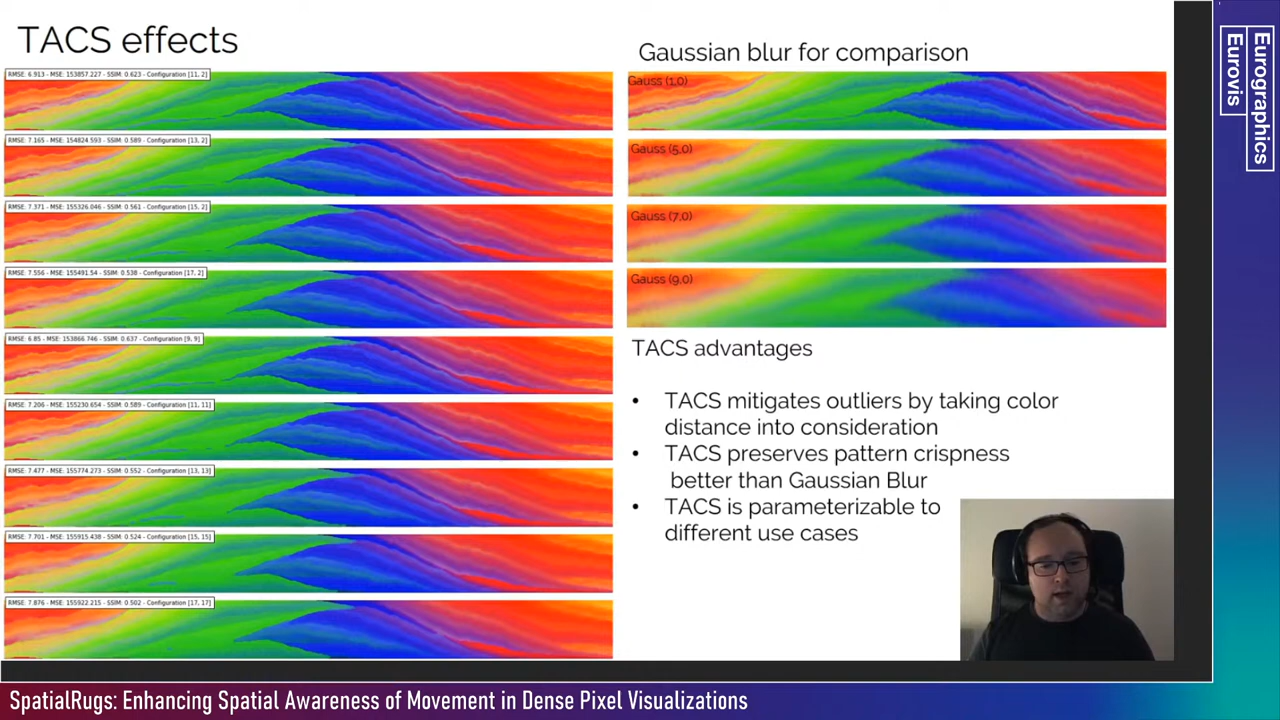 TACS effects
RMSE: 6.913 - MSE: 153857.227 - SSIM: 0.623 - Configuration [11, 2]
RMSE: 7.165 - MSE: 154824.593 - SSIM: 0.589 - Configuration [13, 2]
RMSE: 7.371 - MSE: 155326.046 - SSIM: 0.561 - Configuration [15, 2]
RMSE: 7.556 - MSE: 155491.54 - SSIM: 0.538 - Configuration [17, 2]
RMSE: 6.85 - MSE: 153866.746 - SSIM: 0.637 - Configuration [9, 9]
RMSE: 7.206 - MSE: 155230.654 - SSIM: 0.589 - Configuration [11, 11]
RMSE: 7.477 - MSE: 155774.273 - SSIM: 0.552 - Configuration [13, 13]
RMSE: 7.701 - MSE: 155915.438 - SSIM: 0.524 - Configuration [15, 15]
RMSE: 7.876 - MSE: 155922.215 - SSIM: 0.502 - Configuration [17, 17]
Gaussian blur for comparison
Gauss (1,0)
Gauss (5,0)
Gauss (7,0)
Gauss (9,0)
TACS advantages
• TACS mitigates outliers by taking color
distance into consideration
• TACS preserves pattern crispness
better than Gaussian Blur
• TACS is parameterizable to
different use cases
Eurographics
Eurovis
SpatialRugs: Enhancing Spatial Awareness of Movement in Dense Pixel Visualizations